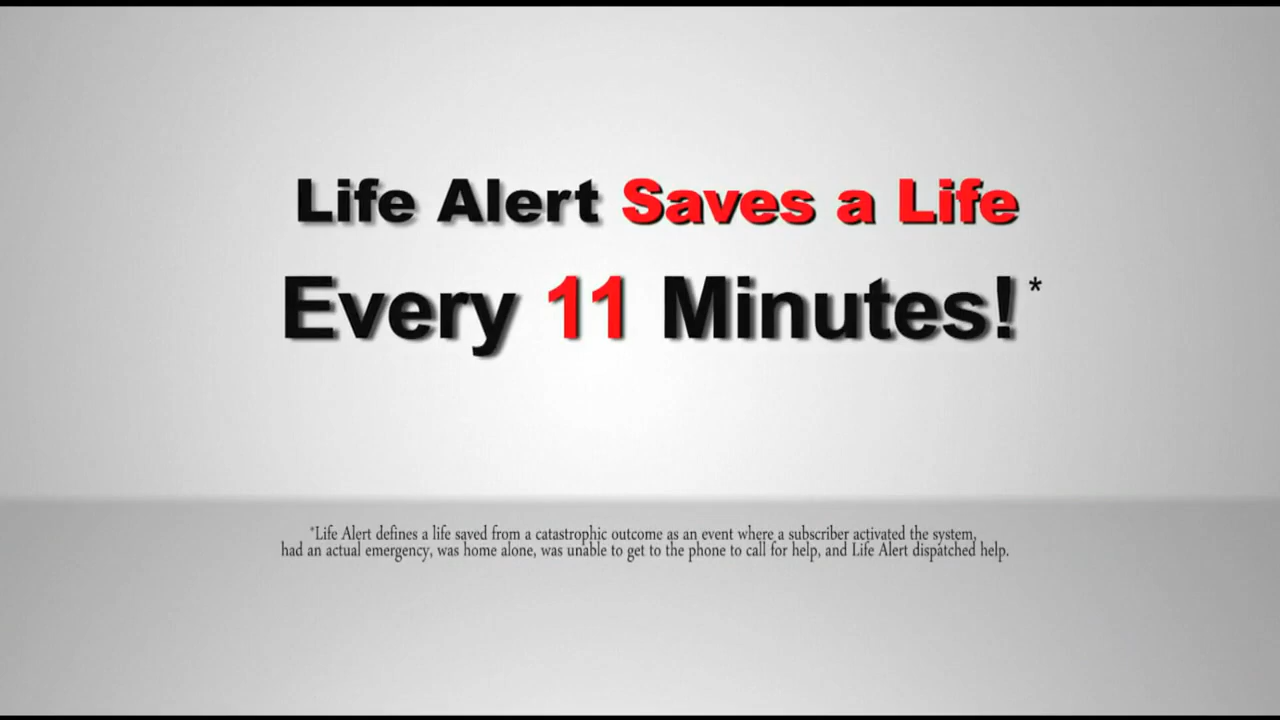 Life Alert Saves a Life
Every 11 Minutes!*
*Life Alert defines a life saved from a catastrophic outcome as an event where a subscriber activated the system,
had an actual emergency, was home alone, was unable to get to the phone to call for help, and Life Alert dispatched help.